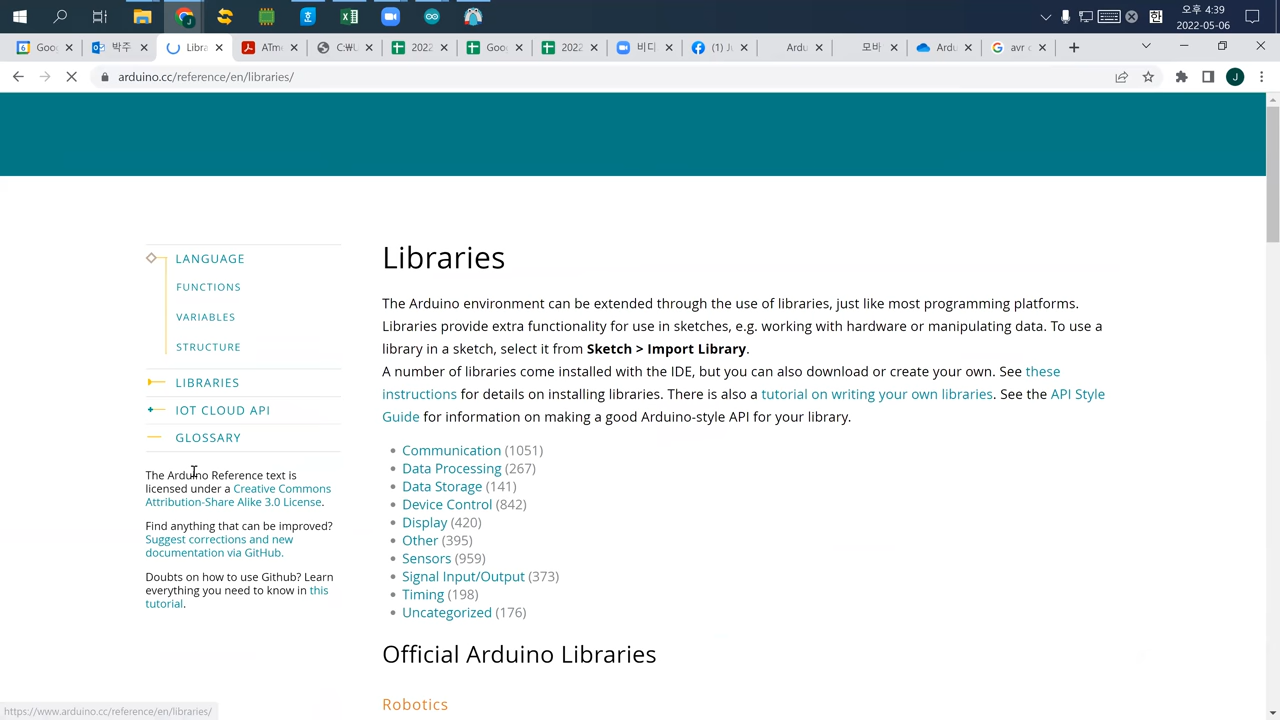 오후 4:39
한
2022-05-06
Goo
박주
Libra
ATm
C:₩U
2022
Goo
2022
비디
(1) Ju
Ardu
모바
Ardu
avr c
arduino.cc/reference/en/libraries/
J
LANGUAGE
FUNCTIONS
VARIABLES
STRUCTURE
LIBRARIES
IOT CLOUD API
GLOSSARY
The Arduino Reference text is
licensed under a Creative Commons
Attribution-Share Alike 3.0 License.
Find anything that can be improved?
Suggest corrections and new
documentation via GitHub.
Doubts on how to use Github? Learn
everything you need to know in this
tutorial.
Libraries
The Arduino environment can be extended through the use of libraries, just like most programming platforms.
Libraries provide extra functionality for use in sketches, e.g. working with hardware or manipulating data. To use a
library in a sketch, select it from Sketch > Import Library.
A number of libraries come installed with the IDE, but you can also download or create your own. See these
instructions for details on installing libraries. There is also a tutorial on writing your own libraries. See the API Style
Guide for information on making a good Arduino-style API for your library.
Communication (1051)
Data Processing (267)
Data Storage (141)
Device Control (842)
Display (420)
Other (395)
Sensors (959)
Signal Input/Output (373)
Timing (198)
Uncategorized (176)
Official Arduino Libraries
Robotics
https://www.arduino.cc/reference/en/libraries/